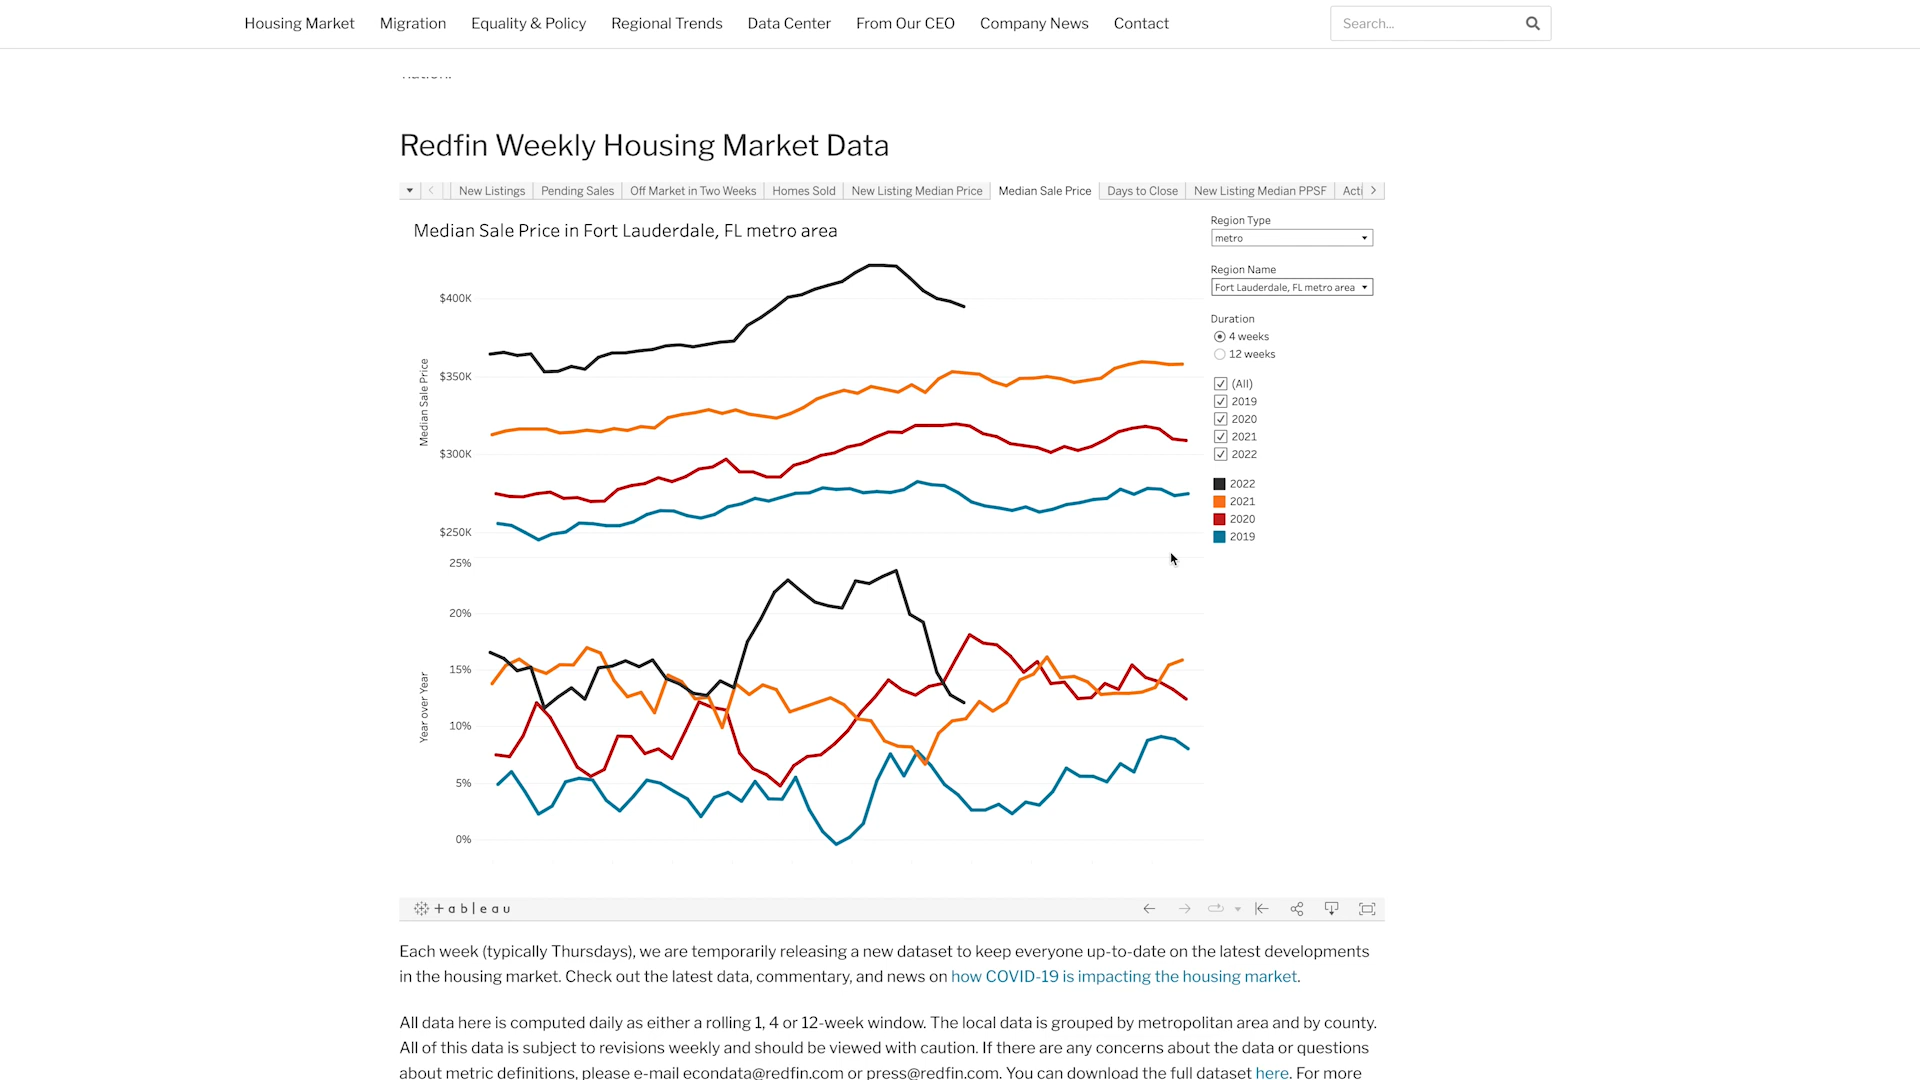 Housing Market Migration Equality & Policy Regional Trends Data Center From Our CEO Company News Contact Search...
Redfin Weekly Housing Market Data
New Listings Pending Sales Off Market in Two Weeks Homes Sold New Listing Median Price Median Sale Price Days to Close New Listing Median PPSF Acti
Median Sale Price in Fort Lauderdale, FL metro area
Region Type
metro
Region Name
Fort Lauderdale, FL metro area
Duration
4 weeks
12 weeks
(All)
2019
2020
2021
2022
2022
2021
2020
2019
Median Sale Price
$400K
$350K
$300K
$250K
Year over Year
25%
20%
15%
10%
5%
0%
+ableau
Each week (typically Thursdays), we are temporarily releasing a new dataset to keep everyone up-to-date on the latest developments
in the housing market. Check out the latest data, commentary, and news on how COVID-19 is impacting the housing market.
All data here is computed daily as either a rolling 1, 4 or 12-week window. The local data is grouped by metropolitan area and by county.
All of this data is subject to revisions weekly and should be viewed with caution. If there are any concerns about the data or questions
about metric definitions, please e-mail econdata@redfin.com or press@redfin.com. You can download the full dataset here. For more